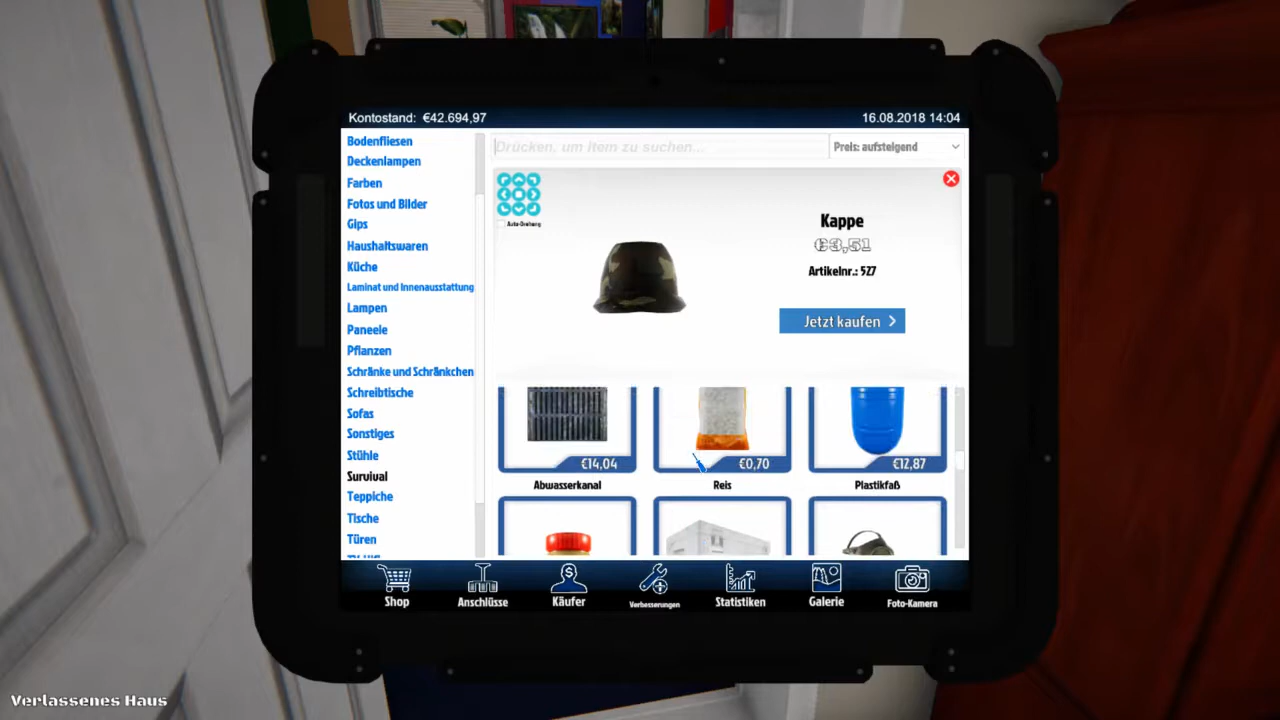 Kontostand: €42.694,97
16.08.2018 14:04
Bodenfliesen
Deckenlampen
Farben
Fotos und Bilder
Gips
Haushaltswaren
Küche
Laminat und Innenausstattung
Lampen
Paneele
Pflanzen
Schränke und Schränkchen
Schreibtische
Sofas
Sonstiges
Stühle
Survival
Teppiche
Tische
Türen
Drücken, um Item zu suchen...
Preis: aufsteigend
Auto-Drehung
Kappe
€3,51
Artikelnr.: 527
Jetzt kaufen
€14,04
€0,70
€12,87
Abwasserkanal
Reis
Plastikfaß
Shop
Anschlüsse
Käufer
Verbesserungen
Statistiken
Galerie
Foto-Kamera
Verlassenes Haus